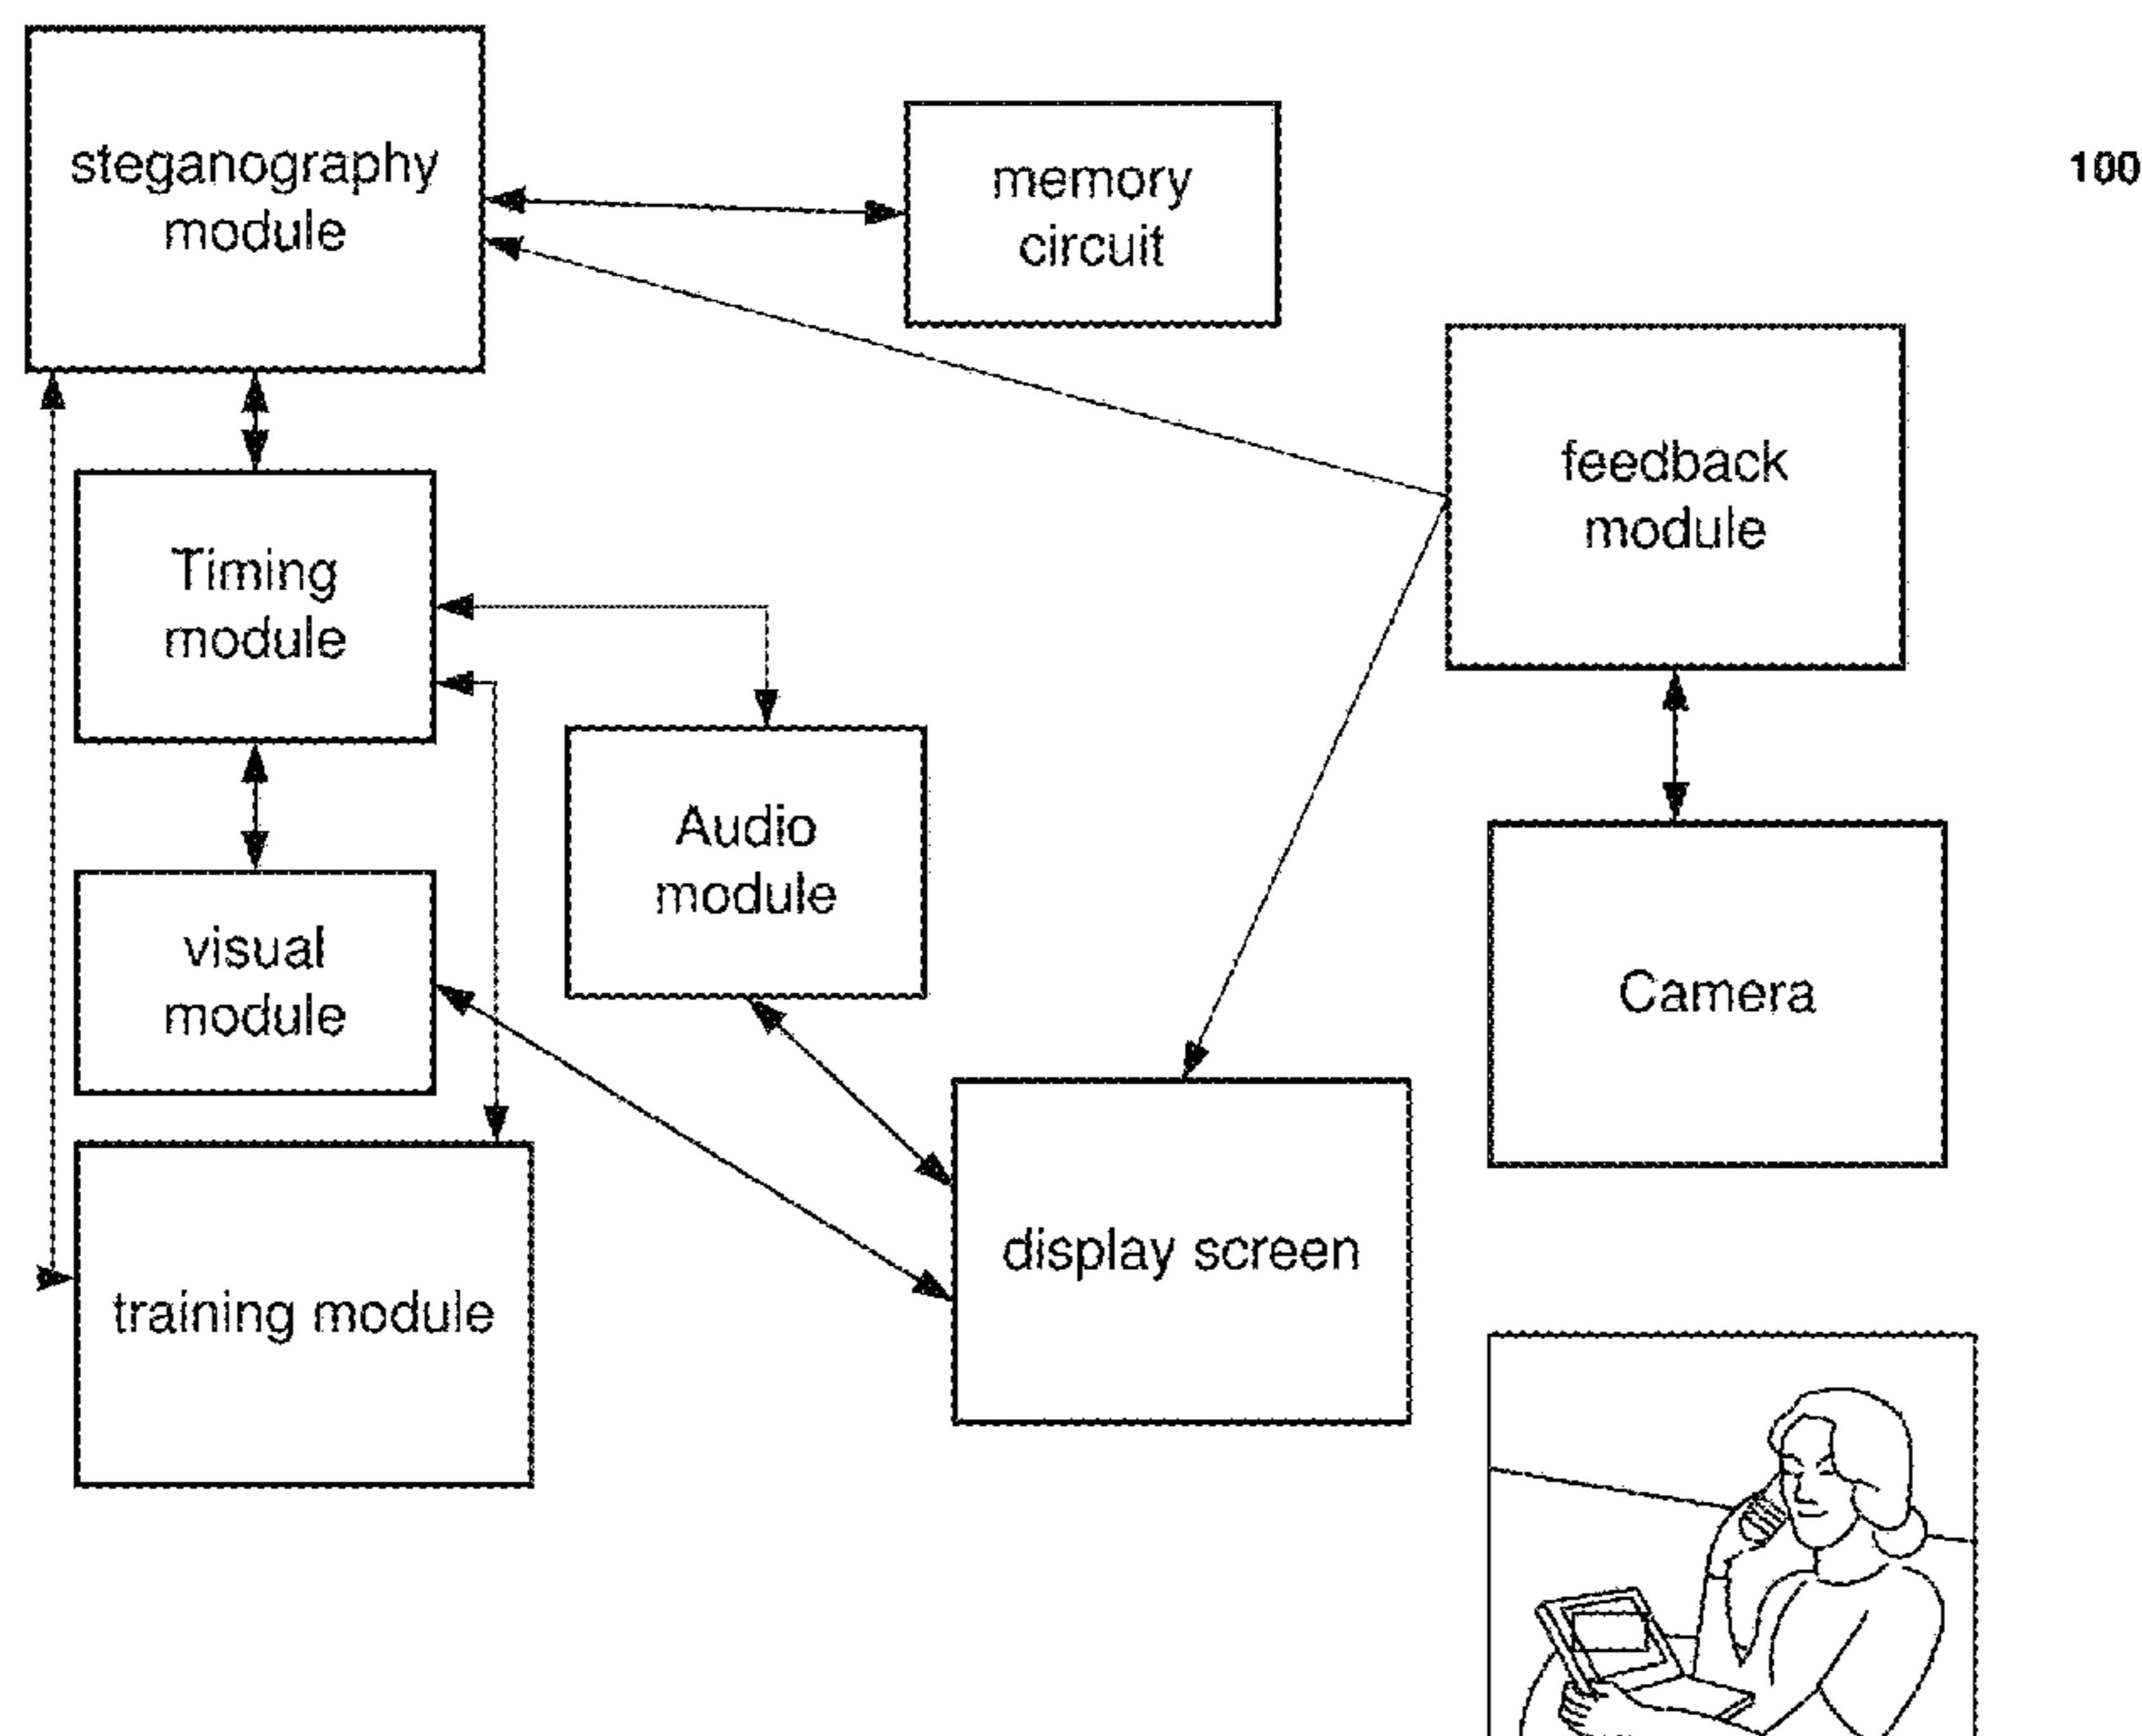 steganography
module
memory
circuit
100
feedback
module
Timing
module
Audio
module
visual
module
Camera
display screen
training module